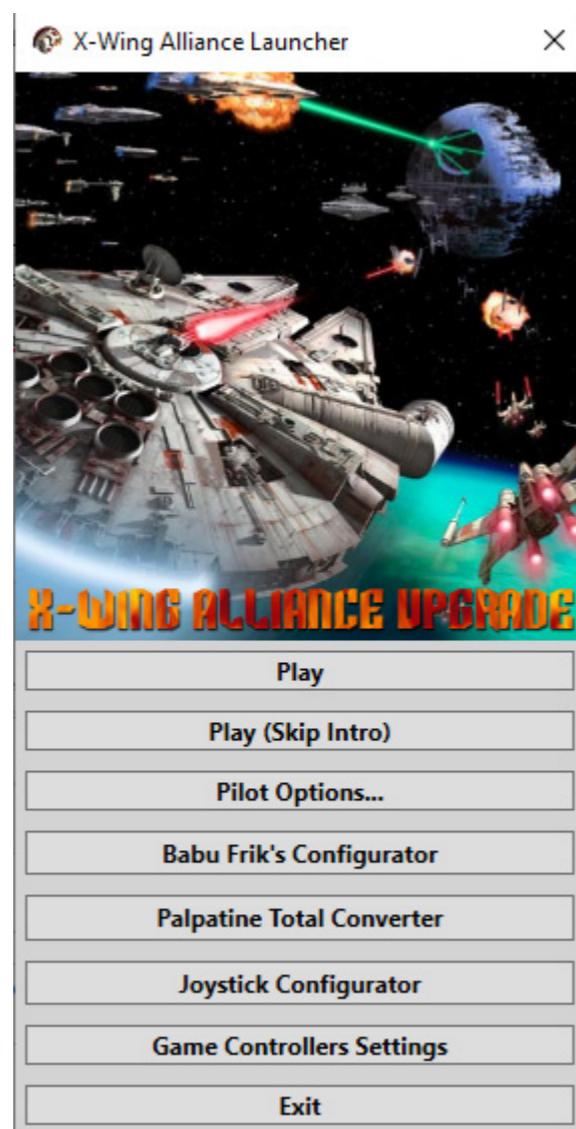 X-Wing Alliance Launcher
X-WING ALLIANCE UPGRADE
Play
Play (Skip Intro)
Pilot Options...
Babu Frik's Configurator
Palpatine Total Converter
Joystick Configurator
Game Controllers Settings
Exit